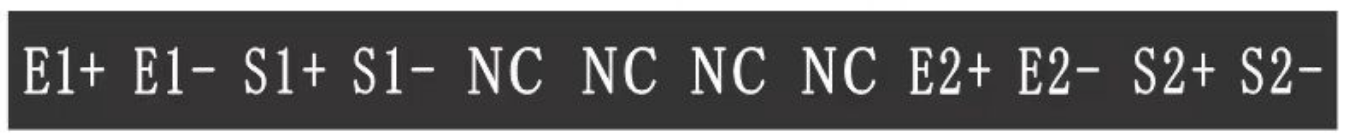 E1+ E1- S1+ S1- NC NC NC NC E2+ E2- S2+ S2-